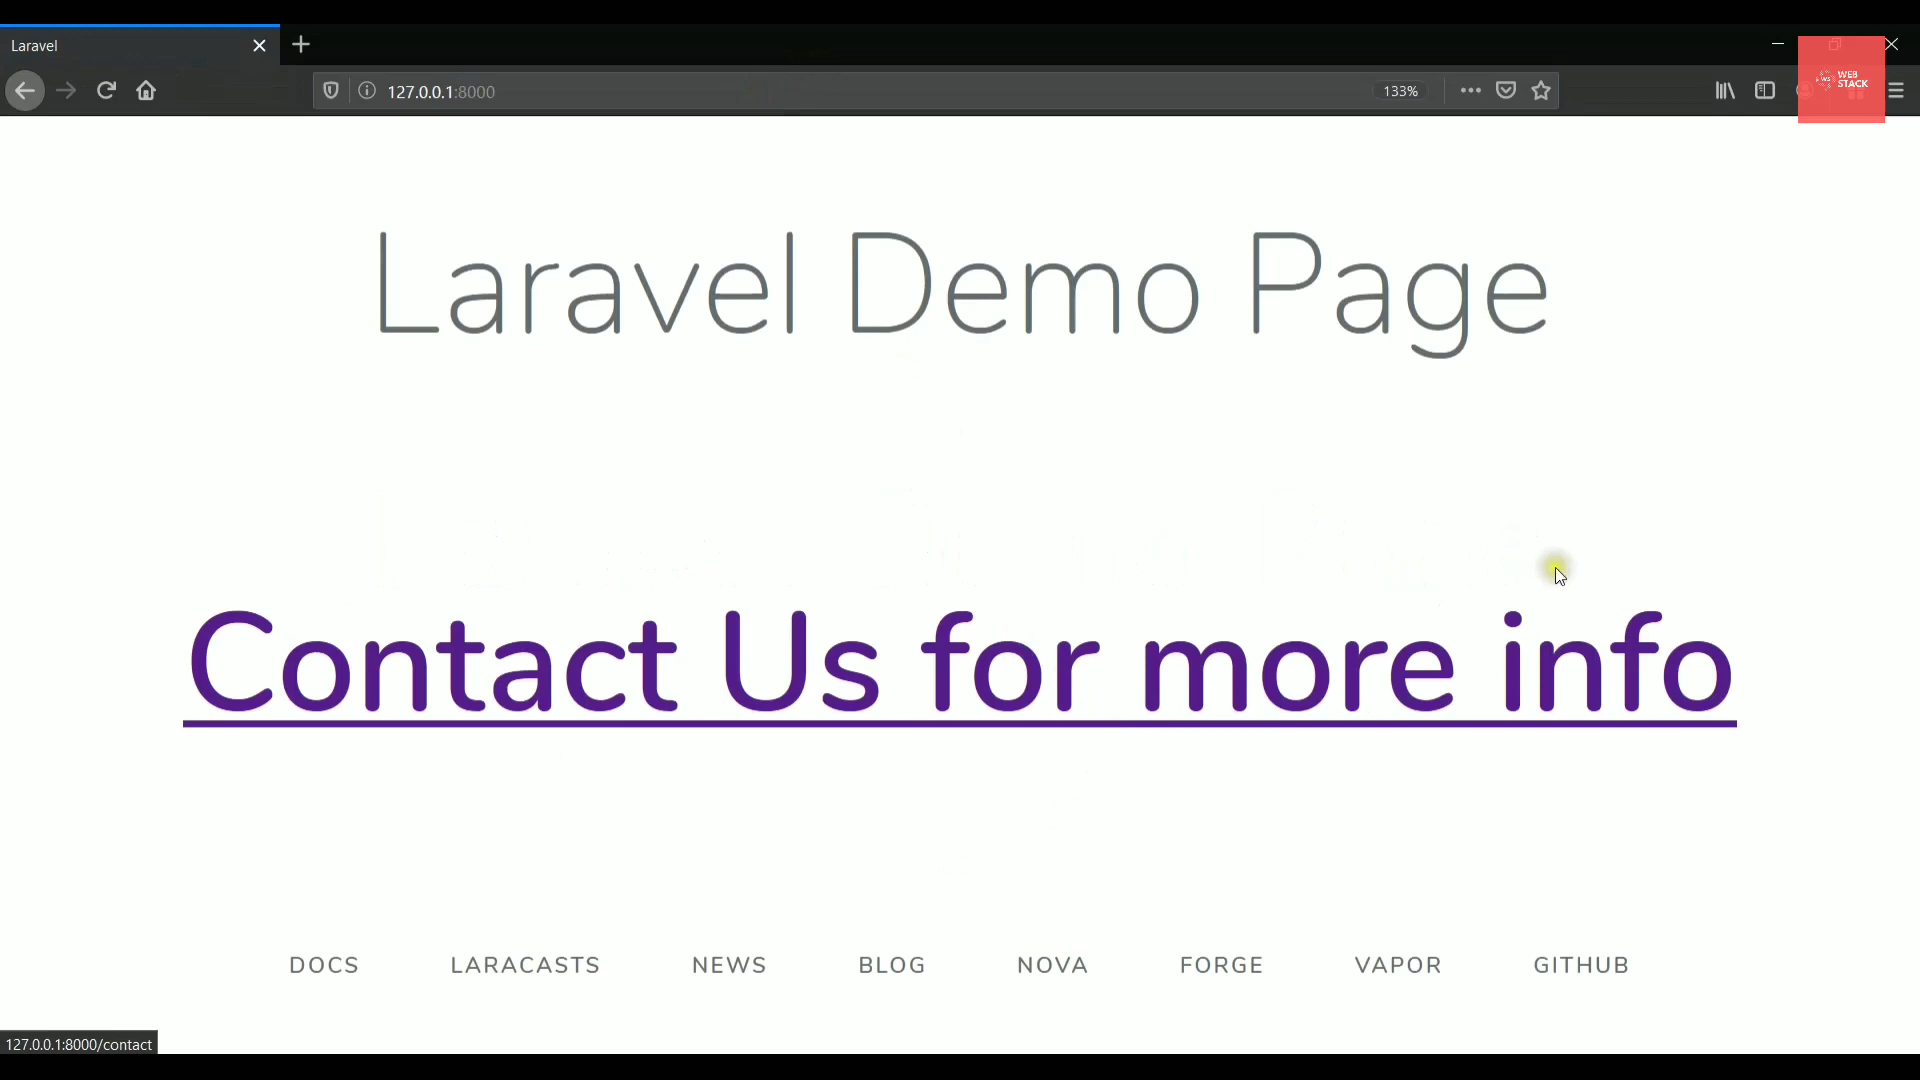 Laravel
127.0.0.1:8000
133%
WS
WEB
STACK
Laravel Demo Page
Contact Us for more info
DOCS LARACASTS NEWS BLOG NOVA FORGE VAPOR GITHUB
127.0.0.1:8000/contact